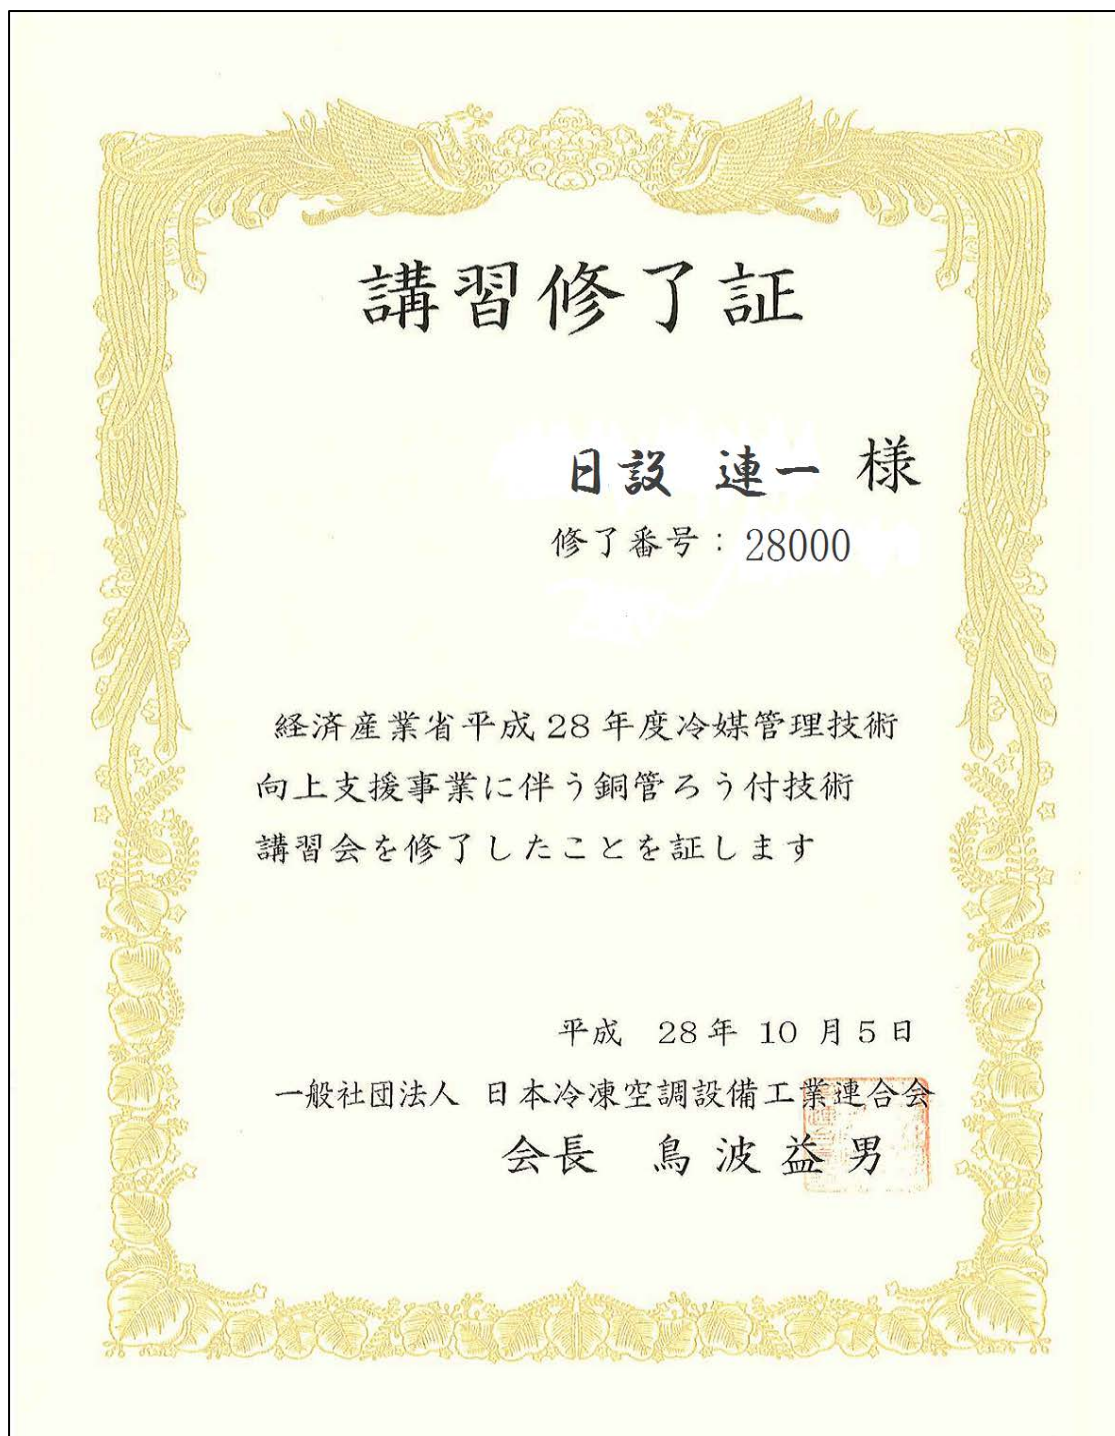 講習修了証
日設 連一 様
修了番号：28000
経済産業省平成28年度冷媒管理技術
向上支援事業に伴う銅管ろう付技術
講習会を修了したことを証します
平成 28年 10月5日
一般社団法人 日本冷凍空調設備工業連合会
会長 鳥波益男